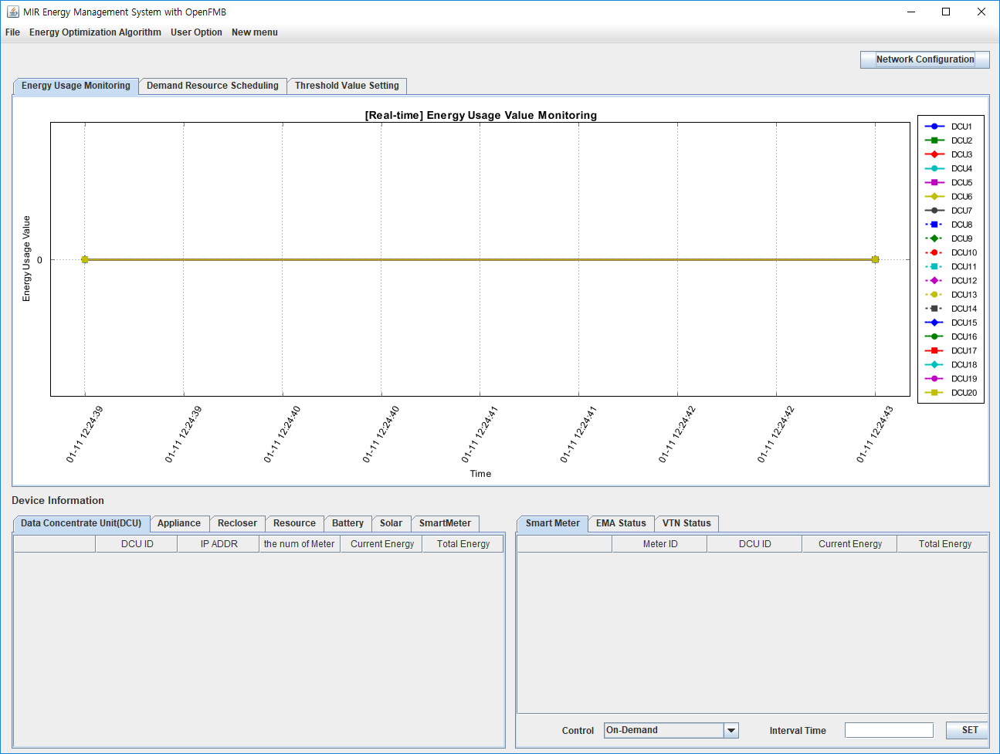 MIR Energy Management System with OpenFMB
File Energy Optimization Algorithm User Option New menu
Network Configuration
Energy Usage Monitoring Demand Resource Scheduling Threshold Value Setting
[Real-time] Energy Usage Value Monitoring
Energy Usage Value
0
DCU1
DCU2
DCU3
DCU4
DCU5
DCU6
DCU7
DCU8
DCU9
DCU10
DCU11
DCU12
DCU13
DCU14
DCU15
DCU16
DCU17
DCU18
DCU19
DCU20
01-11 12:24:39 01-11 12:24:39 01-11 12:24:40 01-11 12:24:40 01-11 12:24:41 01-11 12:24:41 01-11 12:24:42 01-11 12:24:42 01-11 12:24:43
Time
Device Information
Data Concentrate Unit(DCU) Appliance Recloser Resource Battery Solar SmartMeter
DCU ID IP ADDR the num of Meter Current Energy Total Energy
Smart Meter EMA Status VTN Status
Meter ID DCU ID Current Energy Total Energy
Control On-Demand Interval Time SET